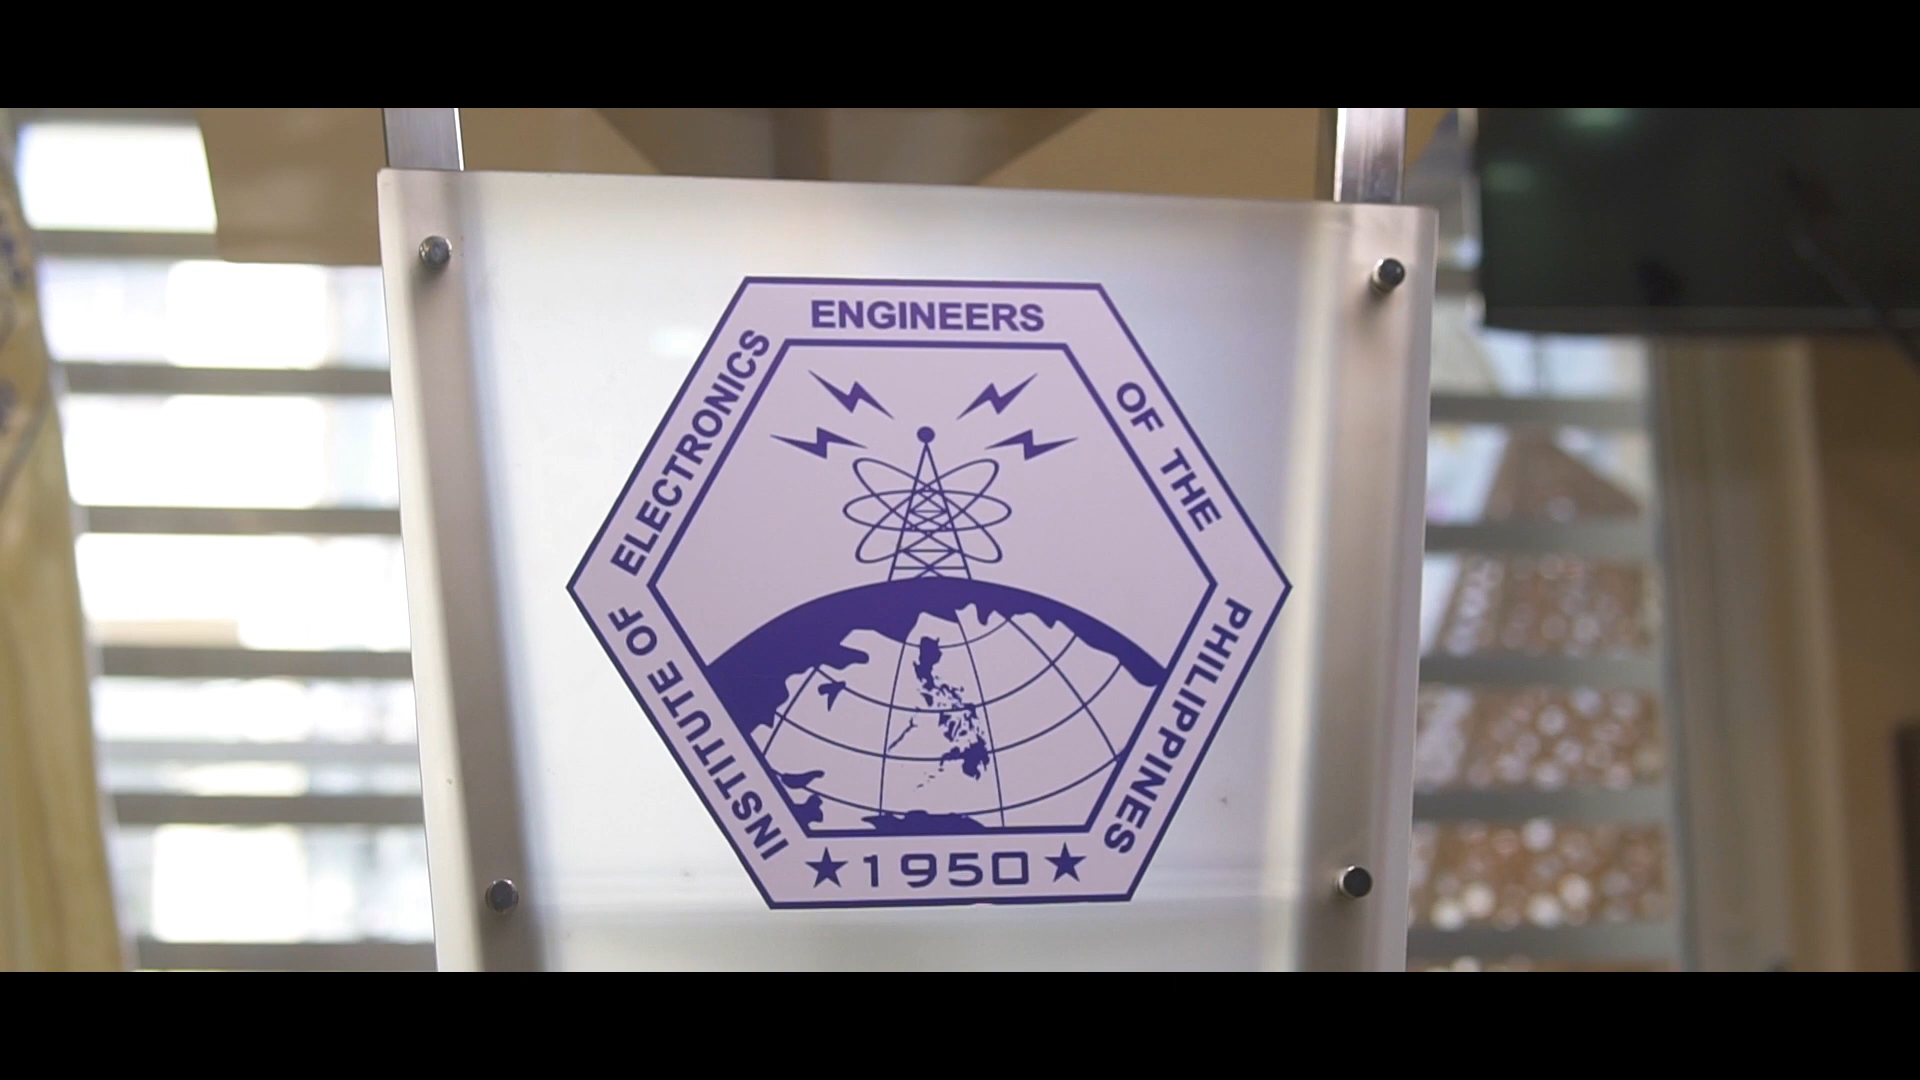 INSTITUTE OF ELECTRONICS ENGINEERS OF THE PHILIPPINES
★1950★